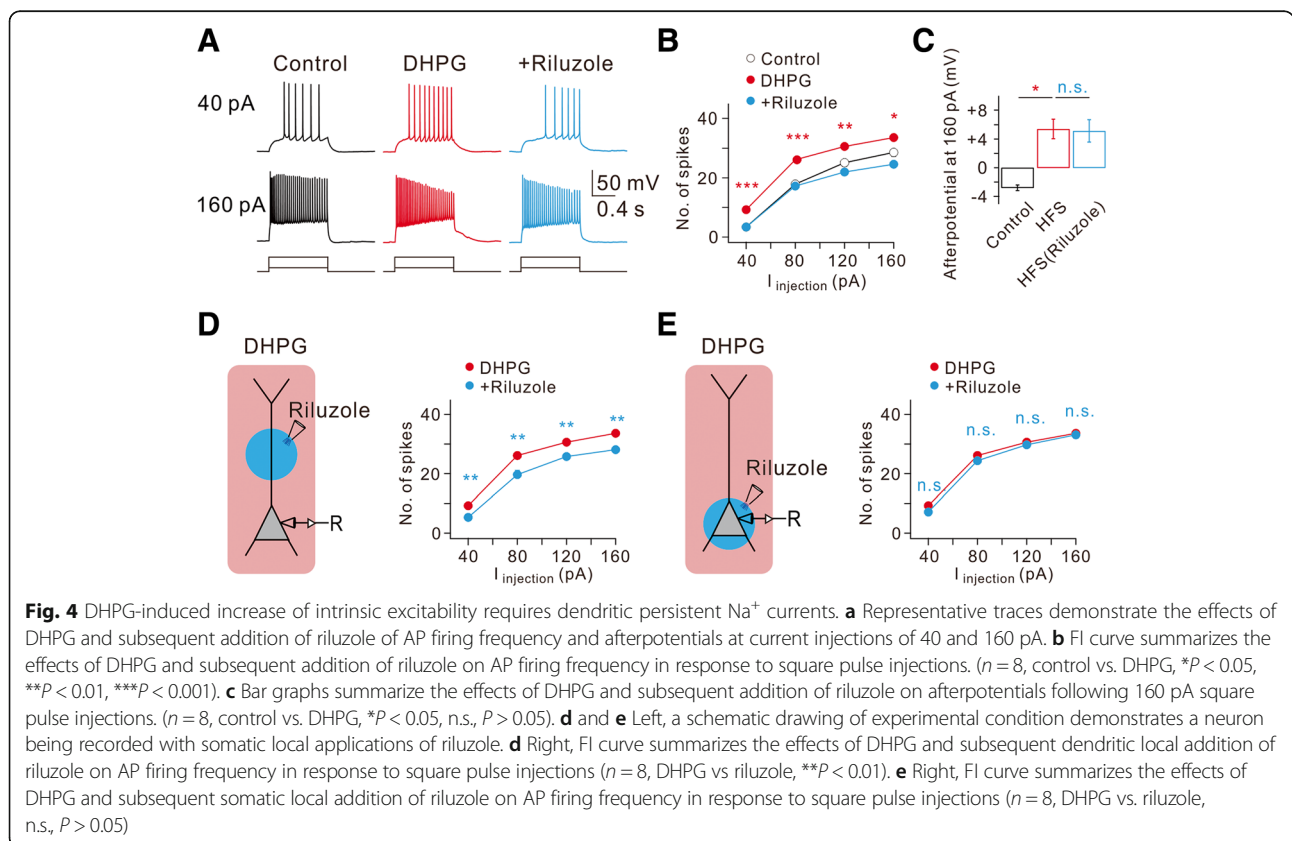 A
Control DHPG +Riluzole
40 pA
160 pA
50 mV
0.4 s
B
Control
DHPG
+Riluzole
No. of spikes
40
20
0
***
***
**
*
40 80 120 160
I injection (pA)
C
Afterpotential at 160 pA (mV)
* n.s.
+8
+4
0
-4
Control
HFS
HFS(Riluzole)
D
DHPG
Riluzole
R
DHPG
+Riluzole
No. of spikes
40
20
0
** ** ** **
40 80 120 160
I injection (pA)
E
DHPG
Riluzole
R
DHPG
+Riluzole
No. of spikes
40
20
0
n.s. n.s. n.s. n.s.
40 80 120 160
I injection (pA)
Fig. 4 DHPG-induced increase of intrinsic excitability requires dendritic persistent Na⁺ currents. a Representative traces demonstrate the effects of
DHPG and subsequent addition of riluzole of AP firing frequency and afterpotentials at current injections of 40 and 160 pA. b FI curve summarizes the
effects of DHPG and subsequent addition of riluzole on AP firing frequency in response to square pulse injections. (n = 8, control vs. DHPG, *P < 0.05,
**P < 0.01, ***P < 0.001). c Bar graphs summarize the effects of DHPG and subsequent addition of riluzole on afterpotentials following 160 pA square
pulse injections. (n = 8, control vs. DHPG, *P < 0.05, n.s., P > 0.05). d and e Left, a schematic drawing of experimental condition demonstrates a neuron
being recorded with somatic local applications of riluzole. d Right, FI curve summarizes the effects of DHPG and subsequent dendritic local addition of
riluzole on AP firing frequency in response to square pulse injections (n = 8, DHPG vs riluzole, **P < 0.01). e Right, FI curve summarizes the effects of
DHPG and subsequent somatic local addition of riluzole on AP firing frequency in response to square pulse injections (n = 8, DHPG vs. riluzole,
n.s., P > 0.05)